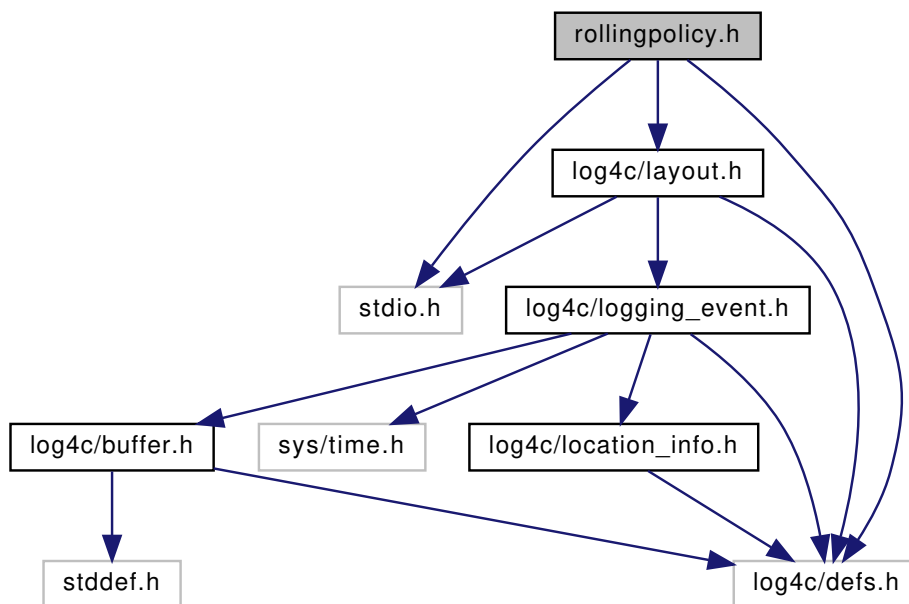 rollingpolicy.h
log4c/layout.h
stdio.h
log4c/logging_event.h
log4c/buffer.h
sys/time.h
log4c/location_info.h
stddef.h
log4c/defs.h